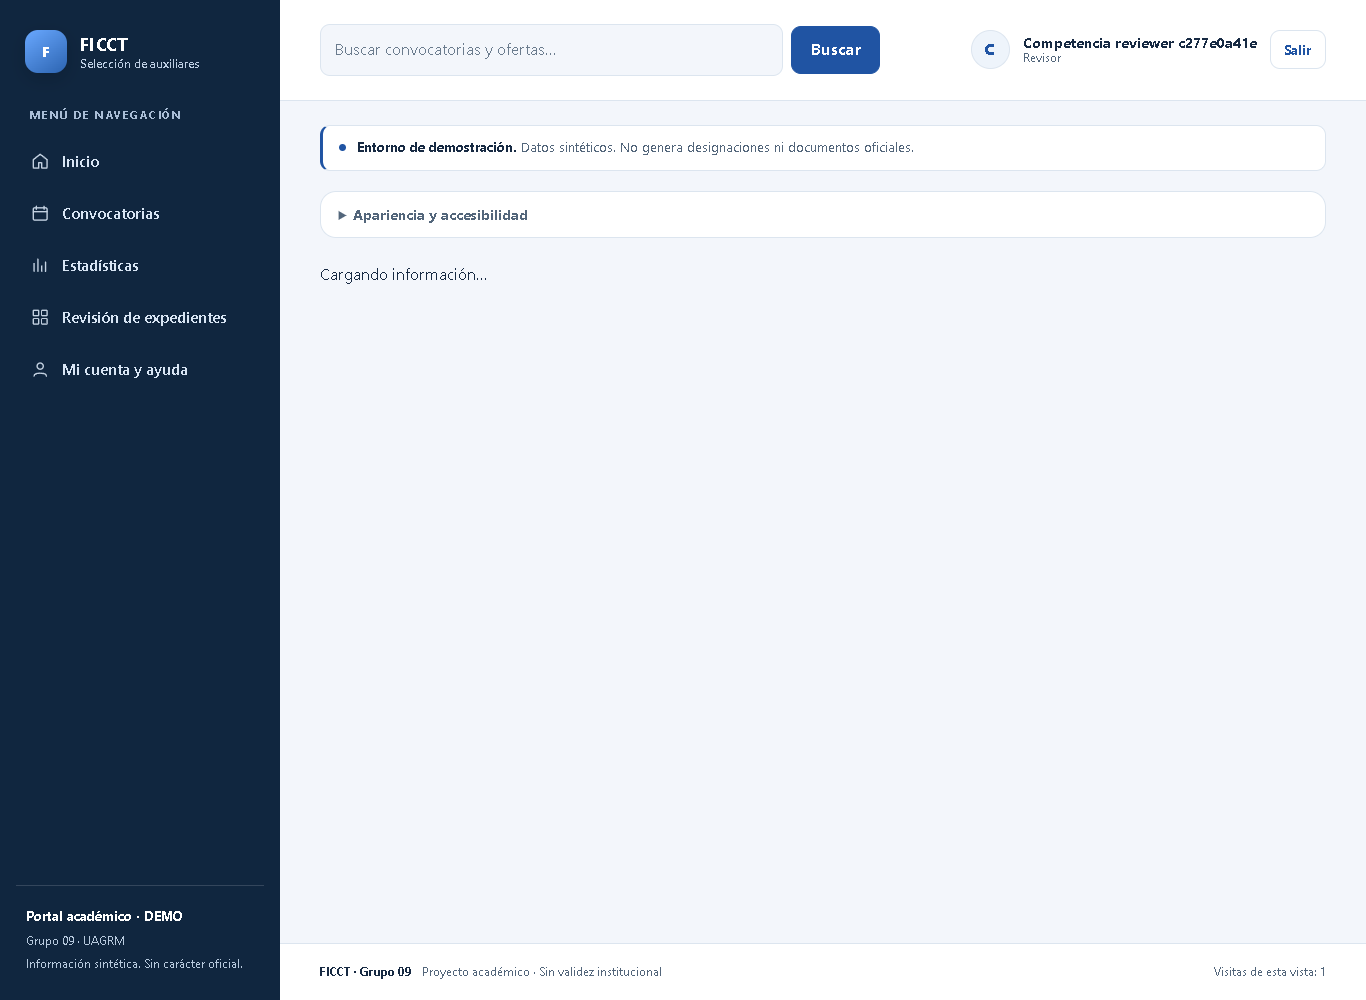 F
FICCT
Selección de auxiliares
MENÚ DE NAVEGACIÓN
Inicio
Convocatorias
Estadísticas
Revisión de expedientes
Mi cuenta y ayuda
Portal académico · DEMO
Grupo 09 · UAGRM
Información sintética. Sin carácter oficial.
Buscar convocatorias y ofertas...
Buscar
C
Competencia reviewer c277e0a41e
Revisor
Salir
Entorno de demostración. Datos sintéticos. No genera designaciones ni documentos oficiales.
Apariencia y accesibilidad
Cargando información...
FICCT · Grupo 09 Proyecto académico · Sin validez institucional
Visitas de esta vista: 1